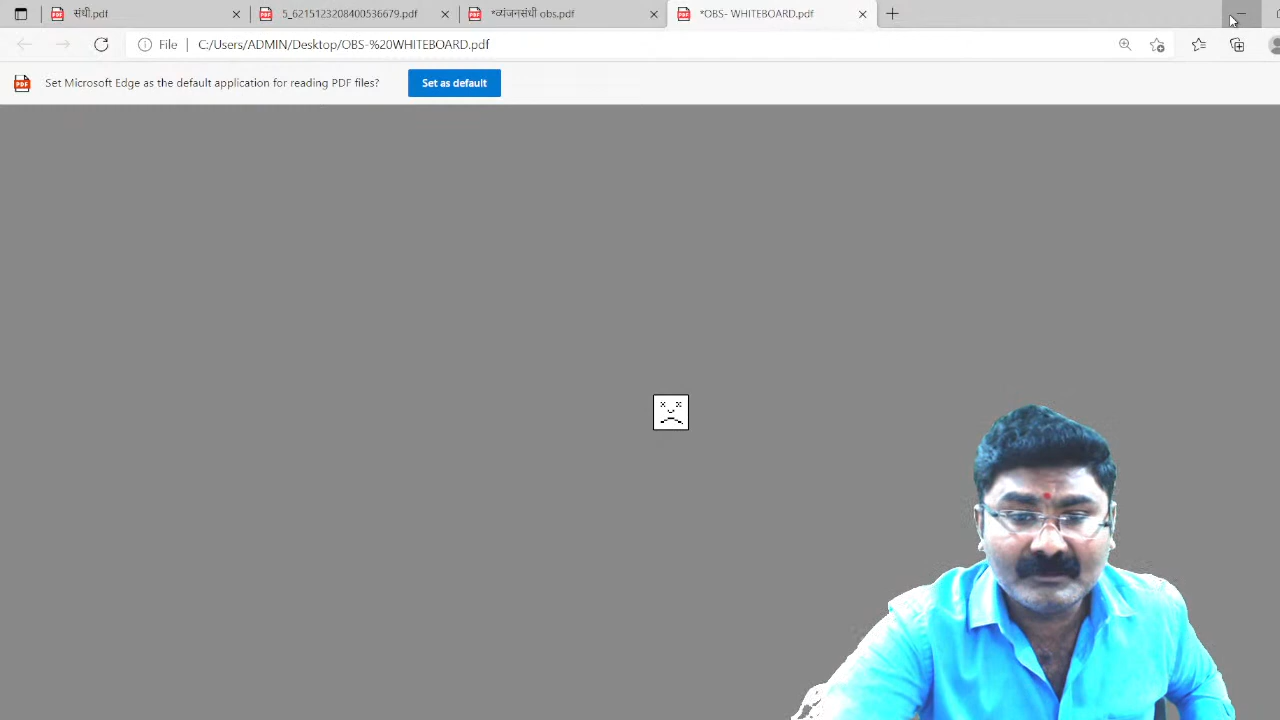 संधी.pdf
5_6215123208400536679.pdf
*व्यंजनसंधी obs.pdf
*OBS- WHITEBOARD.pdf
File
C:/Users/ADMIN/Desktop/OBS-%20WHITEBOARD.pdf
PDF
Set Microsoft Edge as the default application for reading PDF files?
Set as default